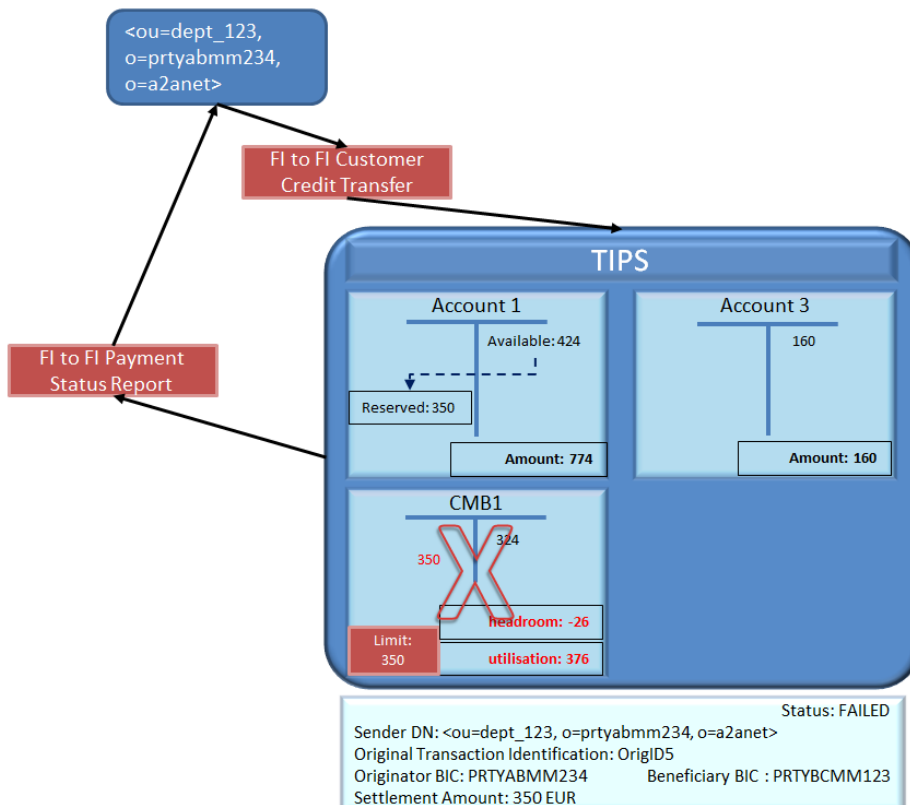 <ou=dept_123,
o=prtyabmm234,
o=a2anet>
FI to FI Customer
Credit Transfer
TIPS
Account 1
Available: 424
Reserved: 350
Amount: 774
Account 3
160
Amount: 160
FI to FI Payment
Status Report
CMB1
324
350
headroom: -26
Limit:
350
utilisation: 376
Status: FAILED
Sender DN: <ou=dept_123, o=prtyabmm234, o=a2anet>
Original Transaction Identification: OrigID5
Originator BIC: PRTYABMM234 Beneficiary BIC : PRTYBCMM123
Settlement Amount: 350 EUR